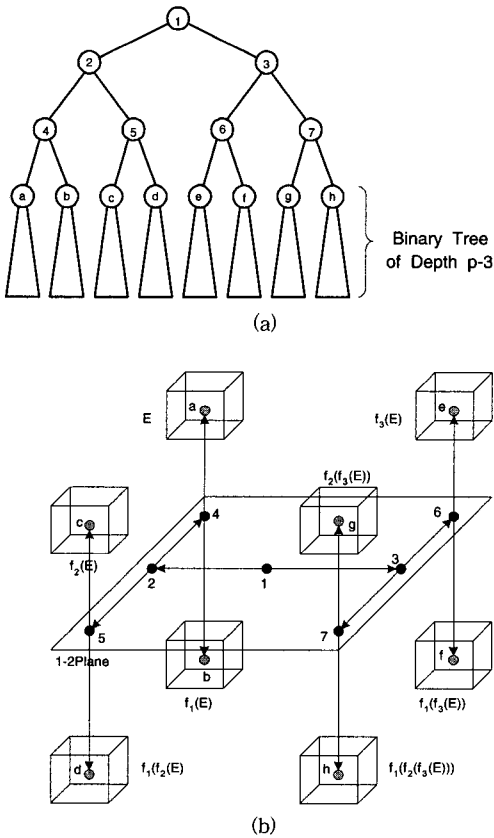 1
2
3
4
5
6
7
a
b
c
d
e
f
g
h
Binary Tree
of Depth p-3
(a)
a
E
e
f₃(E)
f₂(f₃(E))
c
g
4
6
f₂(E)
2
1
3
5
7
1-2Plane
b
f
f₁(E)
f₁(f₃(E))
d
f₁(f₂(E)
h
f₁(f₂(f₃(E)))
(b)